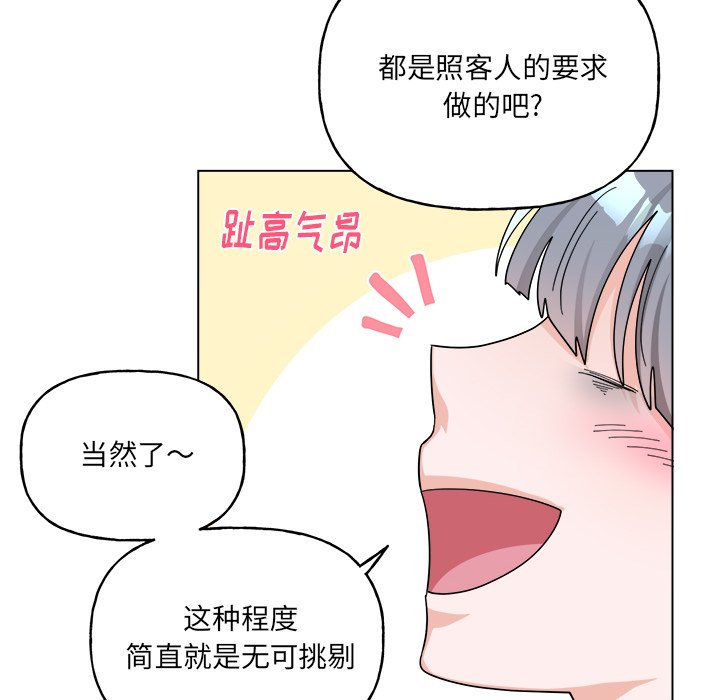 都是照客人的要求
做的吧?
趾高气昂
当然了～
这种程度
简直就是无可挑剔